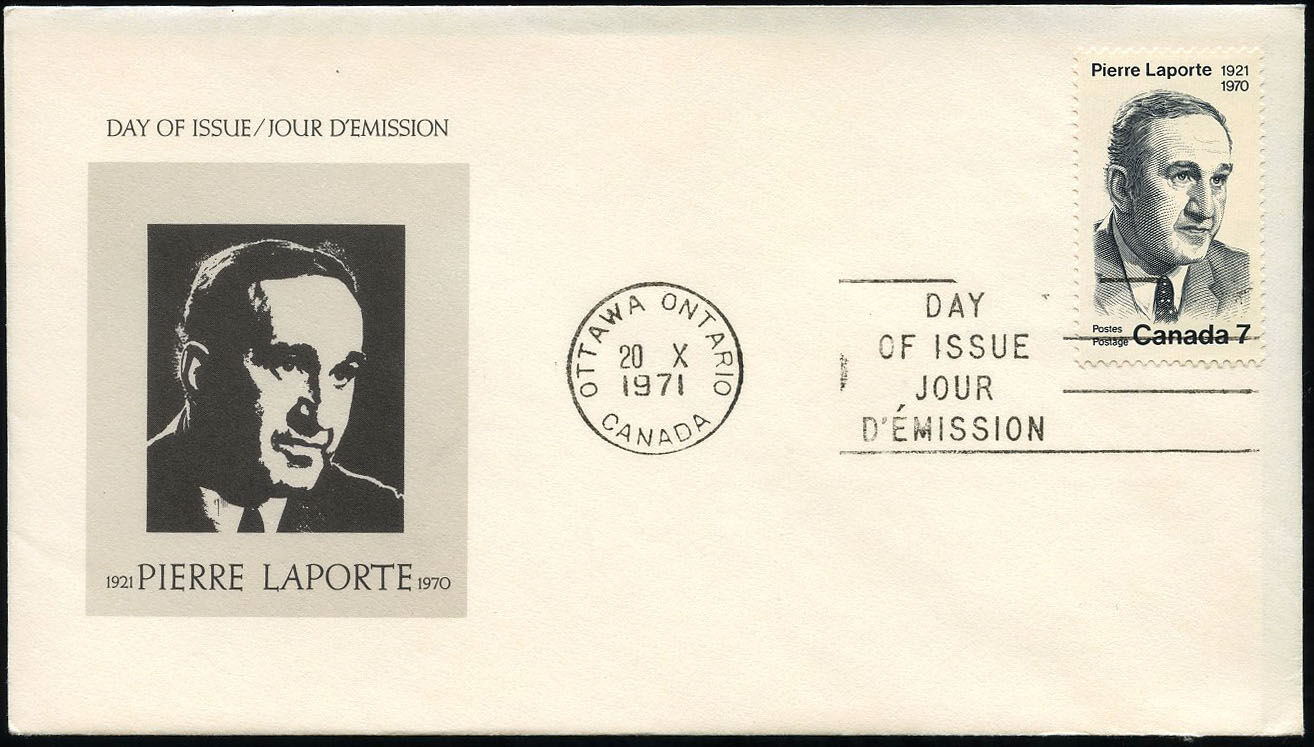 DAY OF ISSUE/JOUR D'EMISSION
1921 PIERRE LAPORTE 1970
OTTAWA ONTARIO
20 X
1971
CANADA
DAY
OF ISSUE
JOUR
D'ÉMISSION
Pierre Laporte 1921
1970
Postes
Postage Canada 7